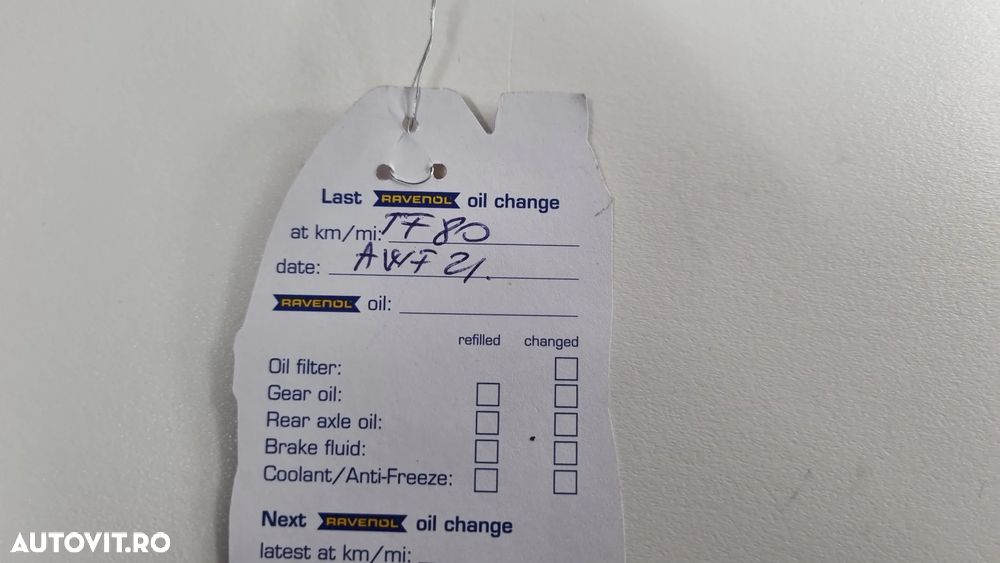 Last RAVENOL oil change
at km/mi: TF80
date: AWF21.
RAVENOL oil:
refilled changed
Oil filter:
Gear oil:
Rear axle oil:
Brake fluid:
Coolant/Anti-Freeze:
Next RAVENOL oil change
latest at km/mi:
AUTOVIT.RO